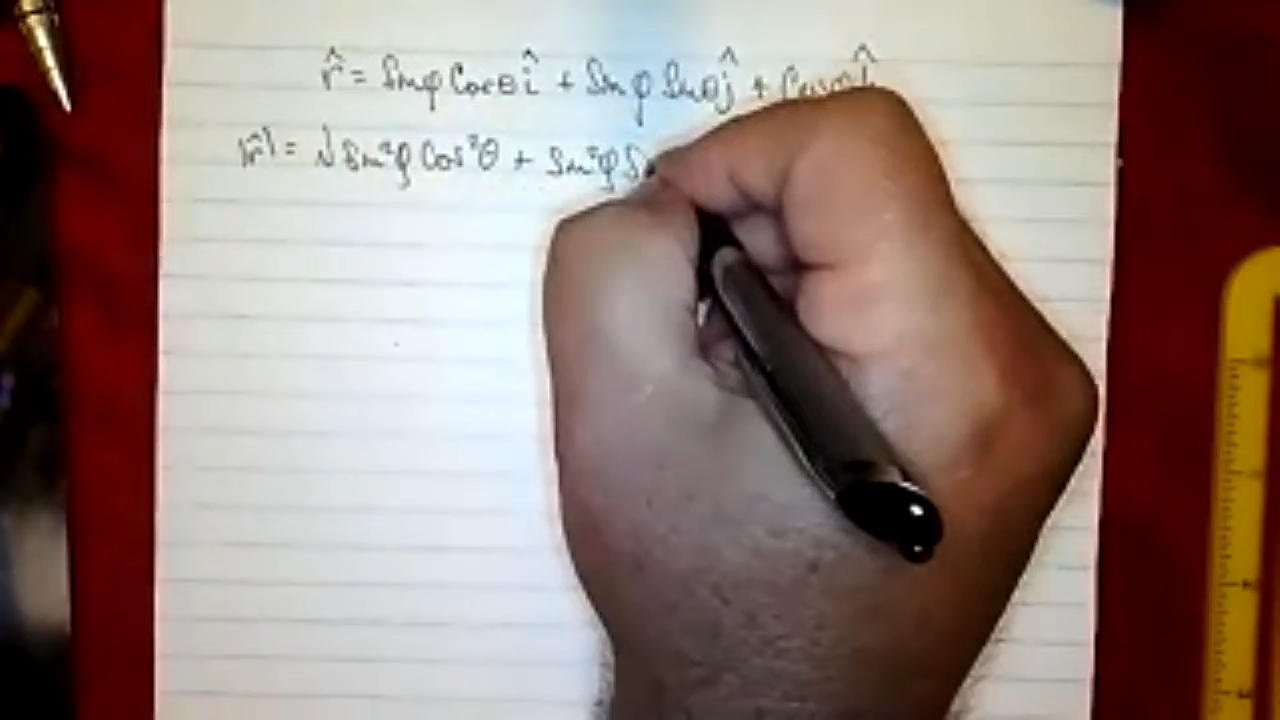 r̂ = Sinφ Cosθ î + Sinφ Sinθ ĵ + Cosφ k̂
|r̂| = √Sin²φ Cos²θ + Sin²φ S